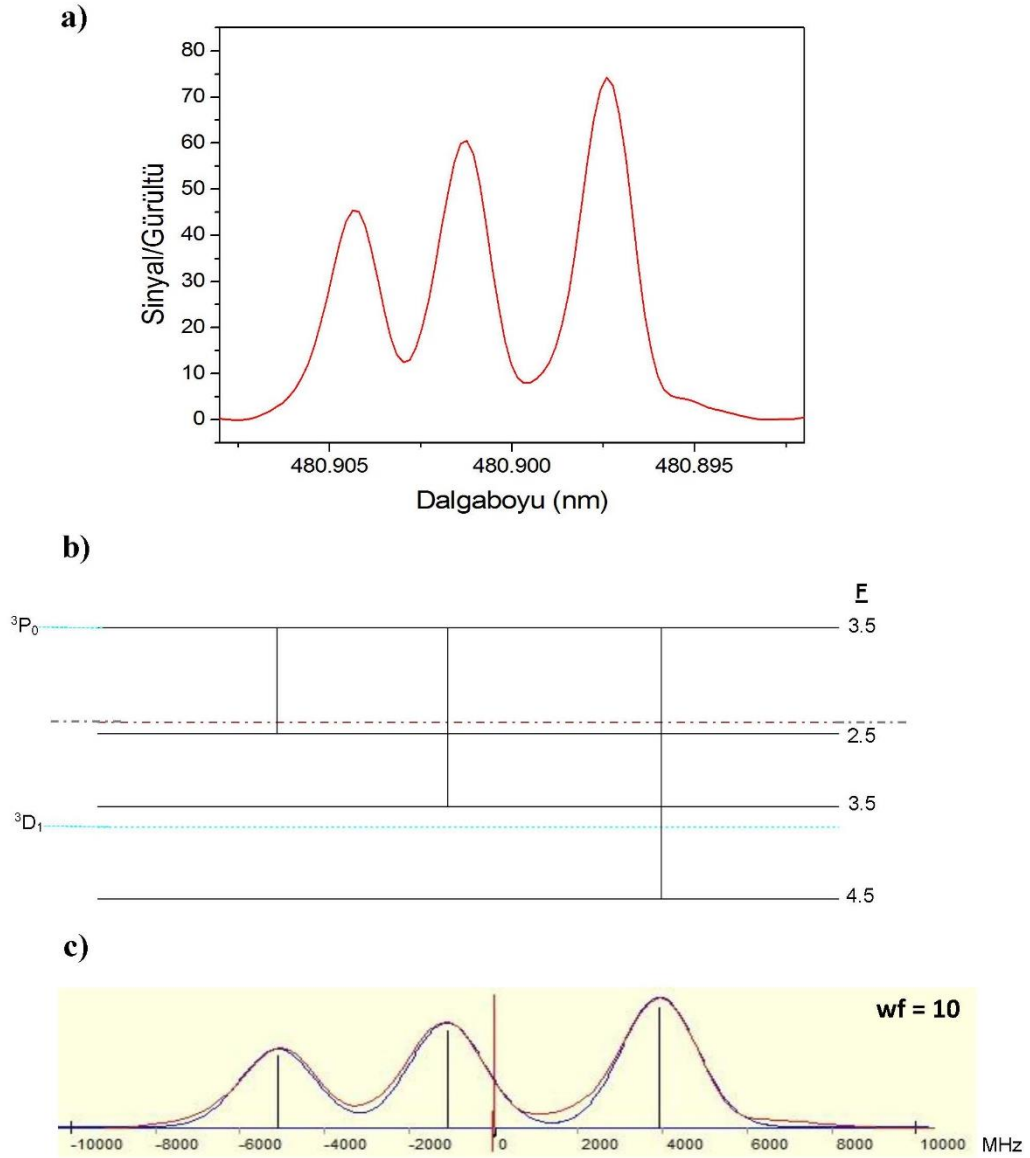 a)
80
70
60
50
40
30
20
10
0
Sinyal/Gürültü
480.905 480.900 480.895
Dalgaboyu (nm)
b)
F
³P₀ 3.5
2.5
3.5
³D₁
4.5
c)
wf = 10
-10000 -8000 -6000 -4000 -2000 0 2000 4000 6000 8000 10000 MHz